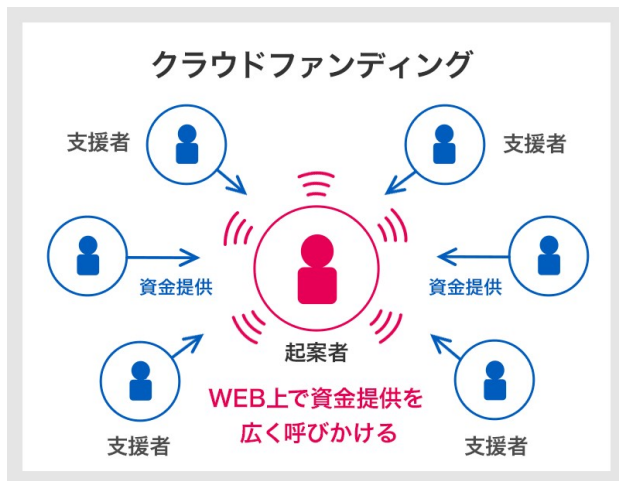 クラウドファンディング
支援者
支援者
資金提供
資金提供
起案者
WEB上で資金提供を
広く呼びかける
支援者
支援者